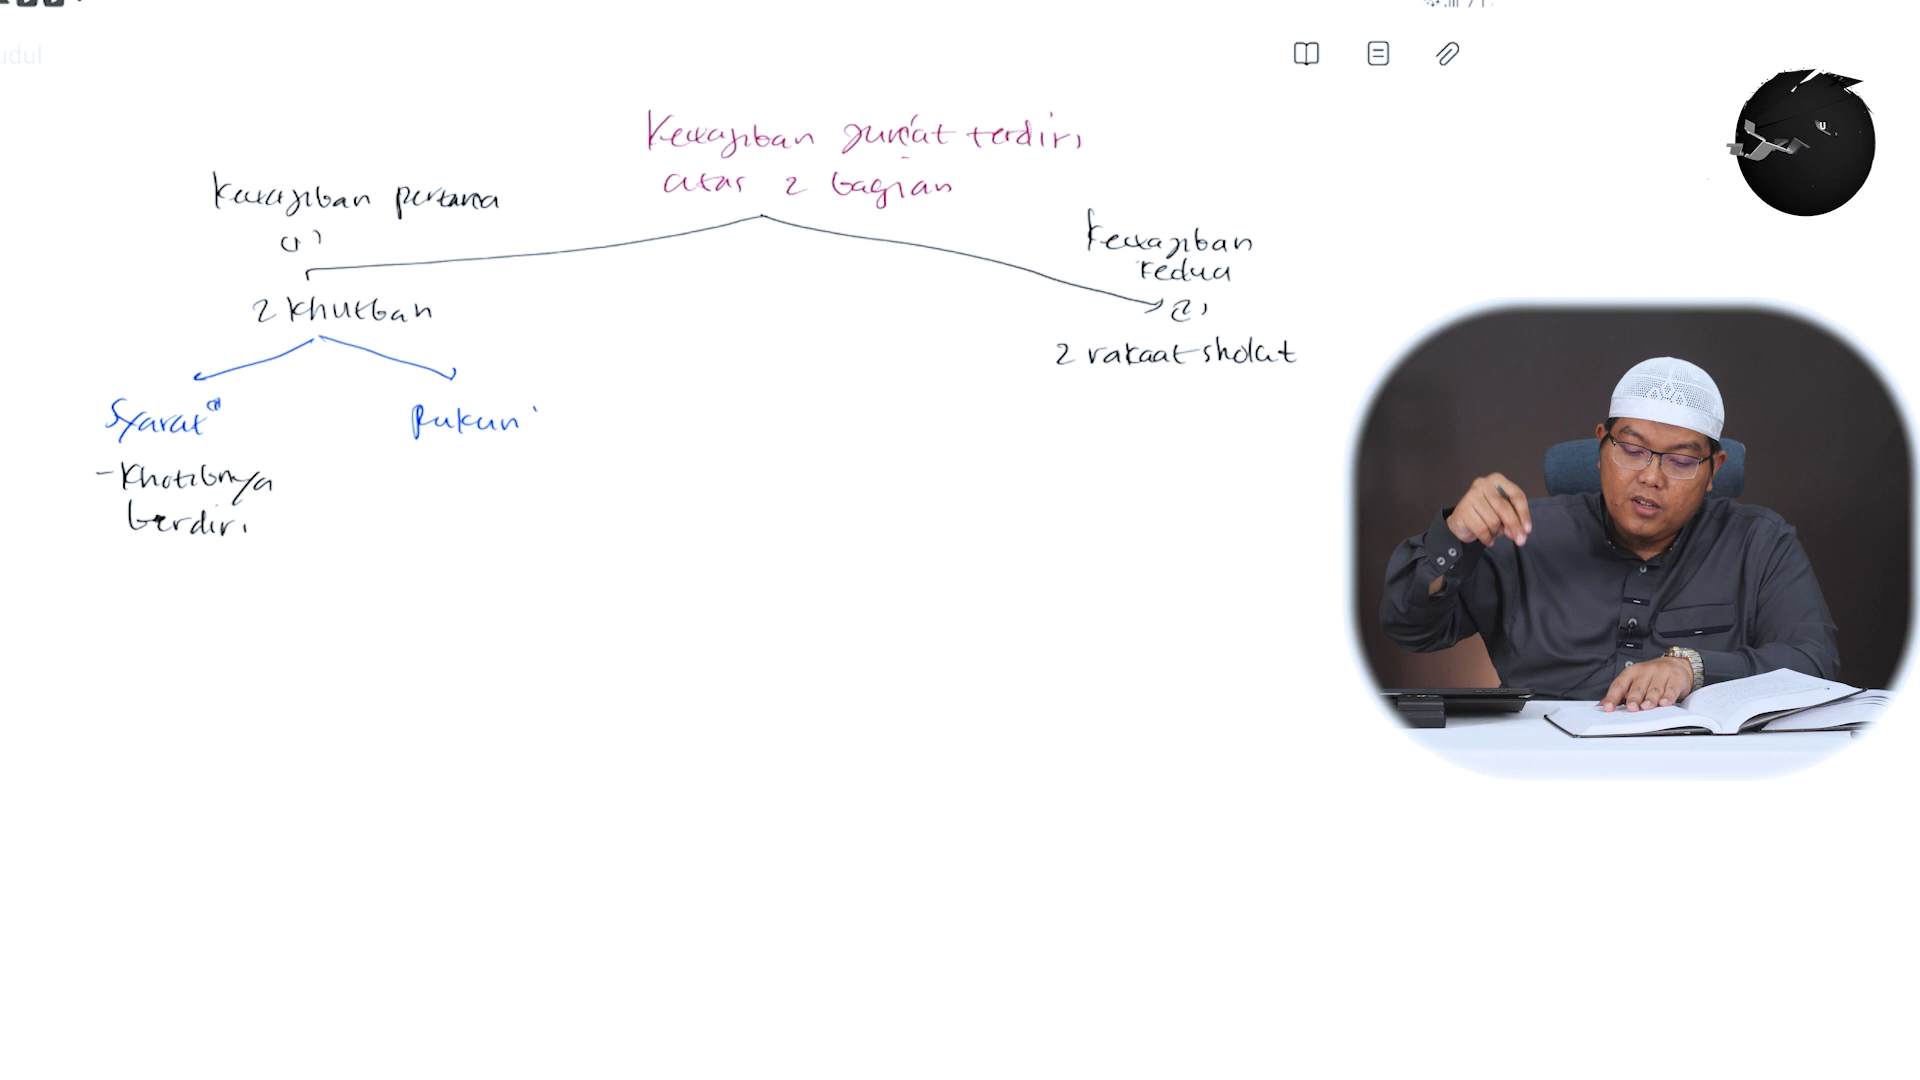 udul
Kewajiban jum'at terdiri
atas 2 bagian
Kewajiban pertama
(1)
2 khutbah
Syarat
- Khotibnya
berdiri
Rukun
Kewajiban
kedua
(2)
2 rakaat sholat
U